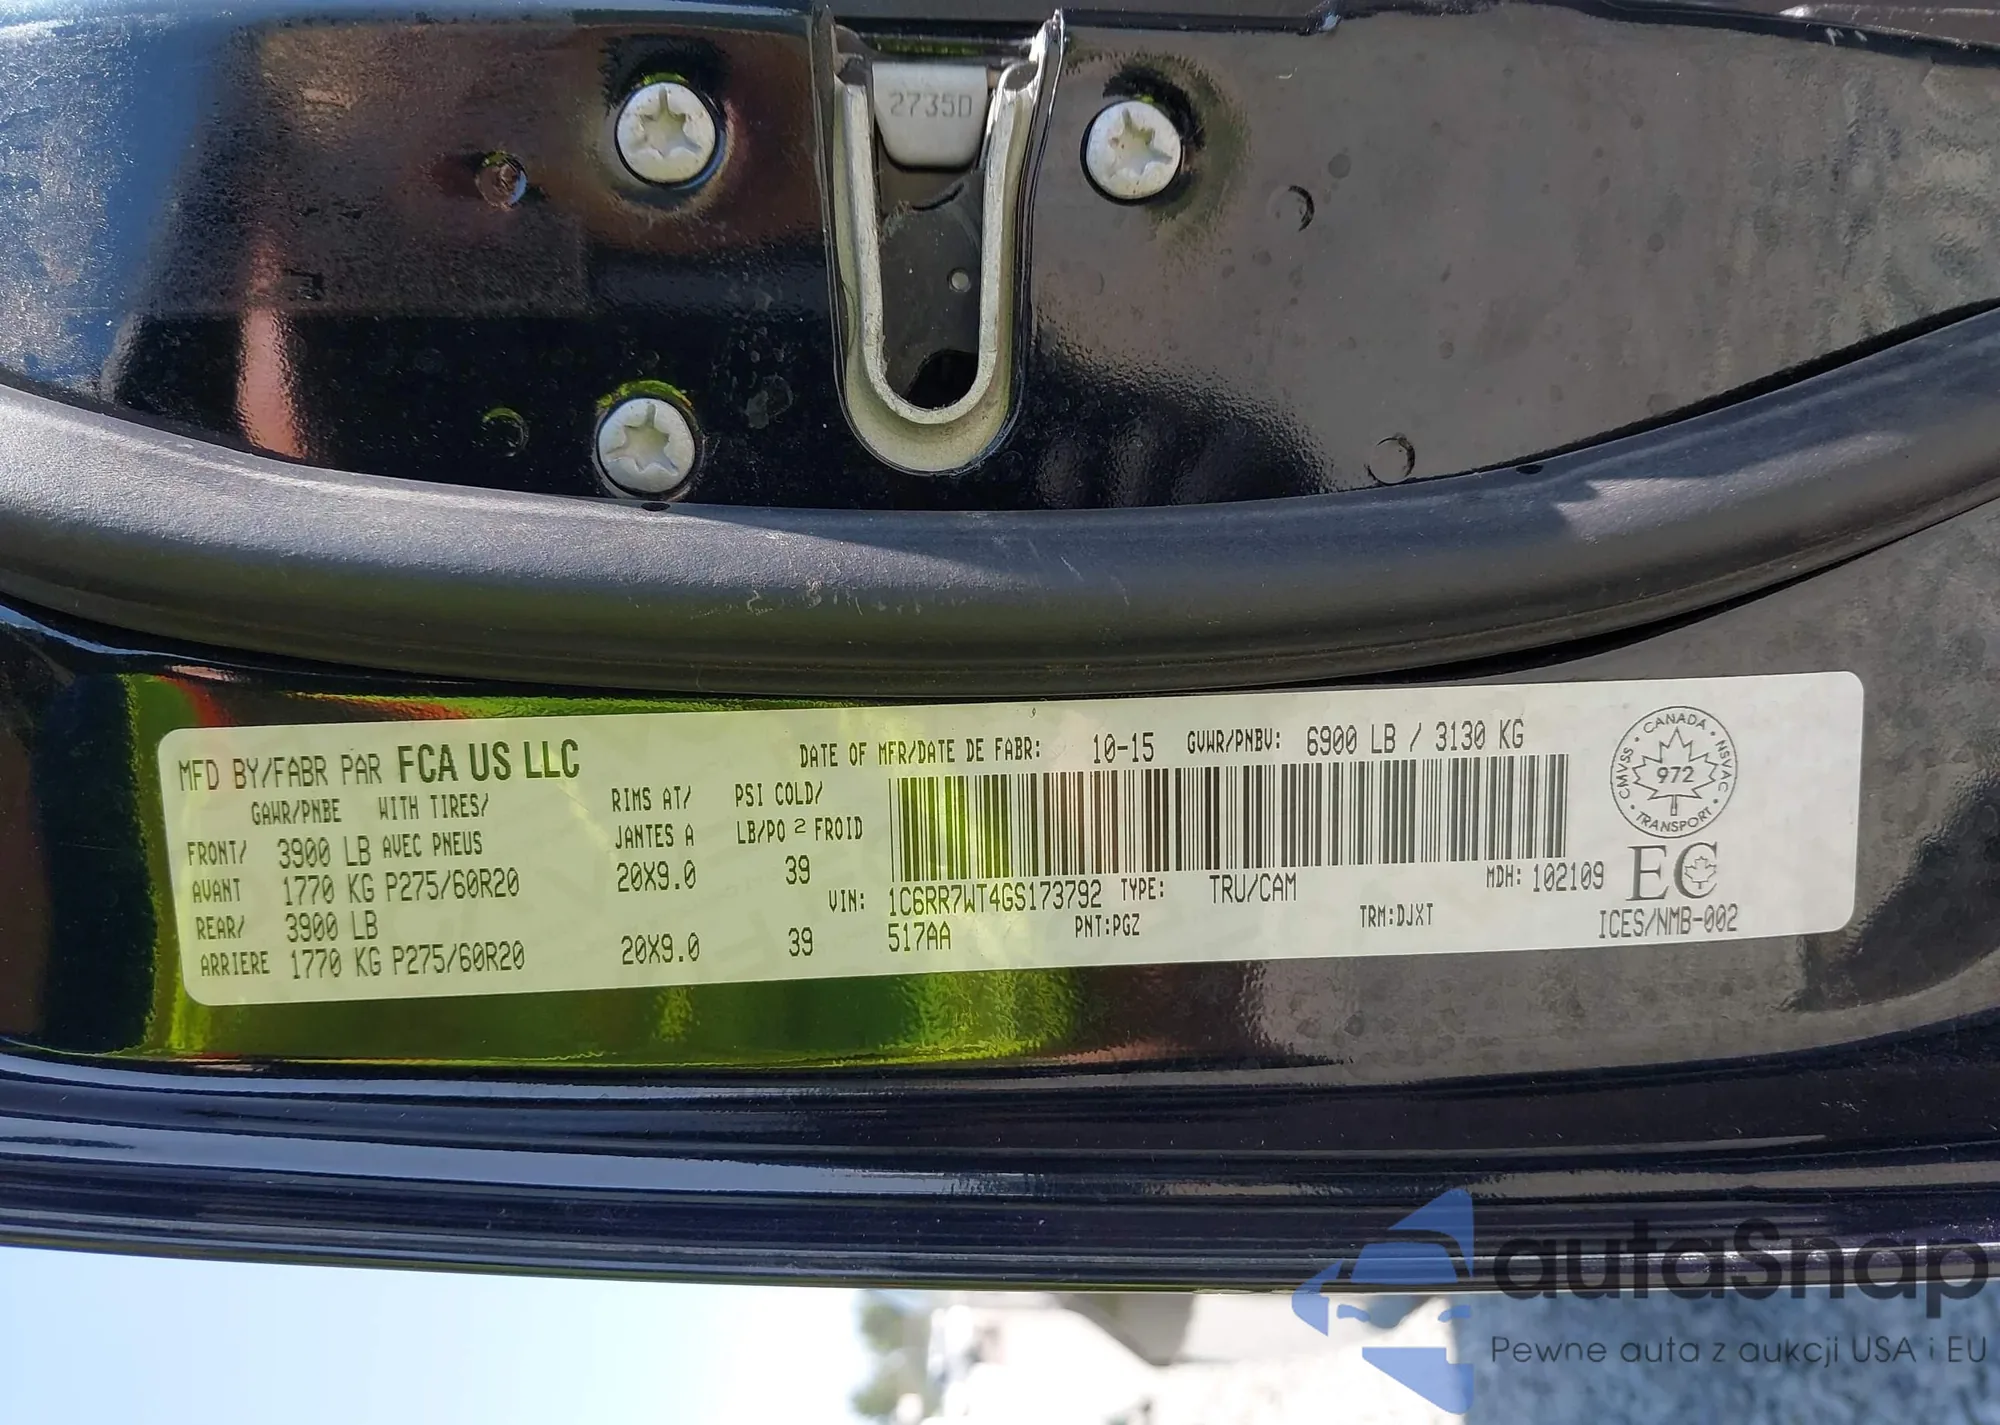 2735D
MFD BY/FABR PAR FCA US LLC
DATE OF MFR/DATE DE FABR: 10-15 GVWR/PNBV: 6900 LB / 3130 KG
GAWR/PNBE WITH TIRES/ RIMS AT/ PSI COLD/
FRONT/ 3900 LB AVEC PNEUS JANTES A LB/PO 2 FROID
AVANT 1770 KG P275/60R20 20X9.0 39
REAR/ 3900 LB
ARRIERE 1770 KG P275/60R20 20X9.0 39
VIN: 1C6RR7WT4GS173792 TYPE: TRU/CAM MDH: 102109
517AA PNT:PGZ TRM:DJXT
CANADA
CMVSS • NSVAC
972
TRANSPORT
EC
ICES/NMB-002
autaSnap
Pewne auta z aukcji USA i EU